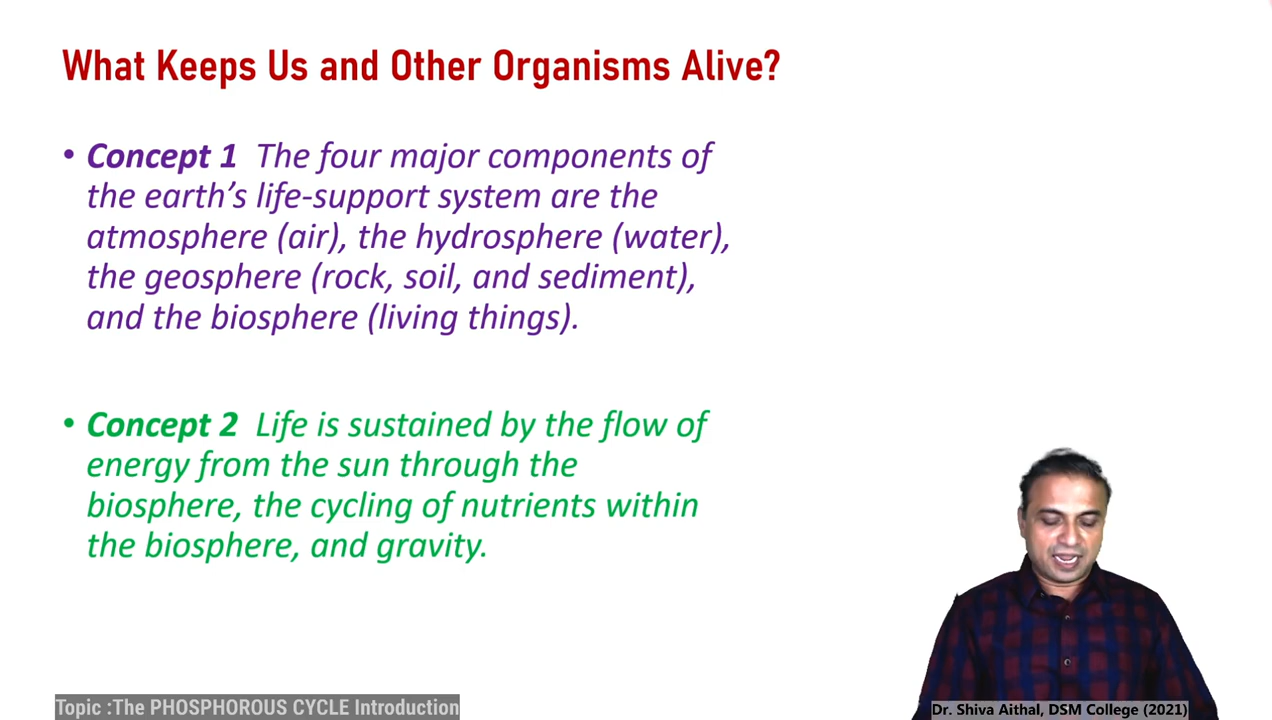 What Keeps Us and Other Organisms Alive?
• Concept 1 The four major components of
the earth’s life-support system are the
atmosphere (air), the hydrosphere (water),
the geosphere (rock, soil, and sediment),
and the biosphere (living things).
• Concept 2 Life is sustained by the flow of
energy from the sun through the
biosphere, the cycling of nutrients within
the biosphere, and gravity.
Topic :The PHOSPHOROUS CYCLE Introduction
Dr. Shiva Aithal, DSM College (2021)